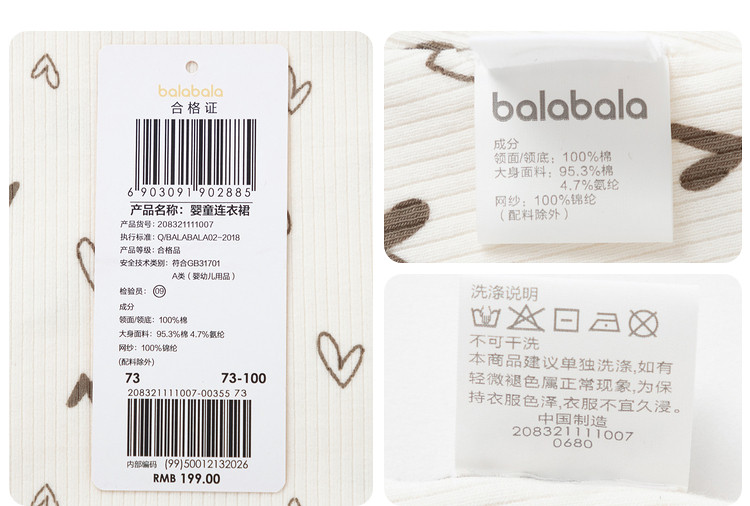 balabala
合格证
6 903091 902885
产品名称：婴童连衣裙
产品货号：208321111007
执行标准：Q/BALABALA02-2018
产品等级：合格品
安全技术类别：符合GB31701
A类（婴幼儿用品）
检验员：09
成分
领面/领底：100%棉
大身面料：95.3%棉 4.7%氨纶
网纱：100%锦纶
(配料除外)
73 73-100
208321111007-00355 73
内部编码 (99)50012132026
RMB 199.00
balabala
成分
领面/领底：100%棉
大身面料：95.3%棉
4.7%氨纶
网纱：100%锦纶
（配料除外）
洗涤说明
不可干洗
本商品建议单独洗涤,如有
轻微褪色属正常现象,为保
持衣服色泽,衣服不宜久浸。
中国制造
208321111007
0680